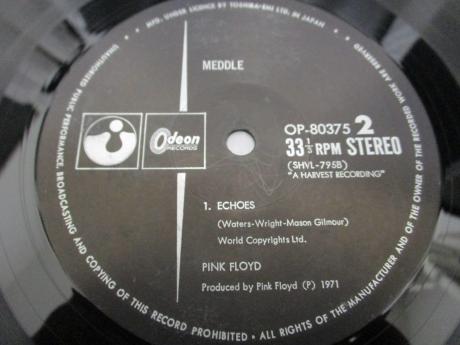 MFG. UNDER LICENCE BY TOSHIBA-EMI LTD. IN JAPAN • ALL RIGHTS OF THE MANUFACTURER AND OF THE OWNER OF THE RECORDED WORK ARE RESERVED
UNAUTHORIZED PUBLIC PERFORMANCE, BROADCASTING AND COPYING OF THIS RECORD PROHIBITED •
MEDDLE
Odeon
RECORDS
OP-80375 2
33 1/3 RPM STEREO
(SHVL-795B)
"A HARVEST RECORDING"
1. ECHOES
(Waters-Wright-Mason Gilmour)
World Copyrights Ltd.
PINK FLOYD
Produced by Pink Floyd (P) 1971